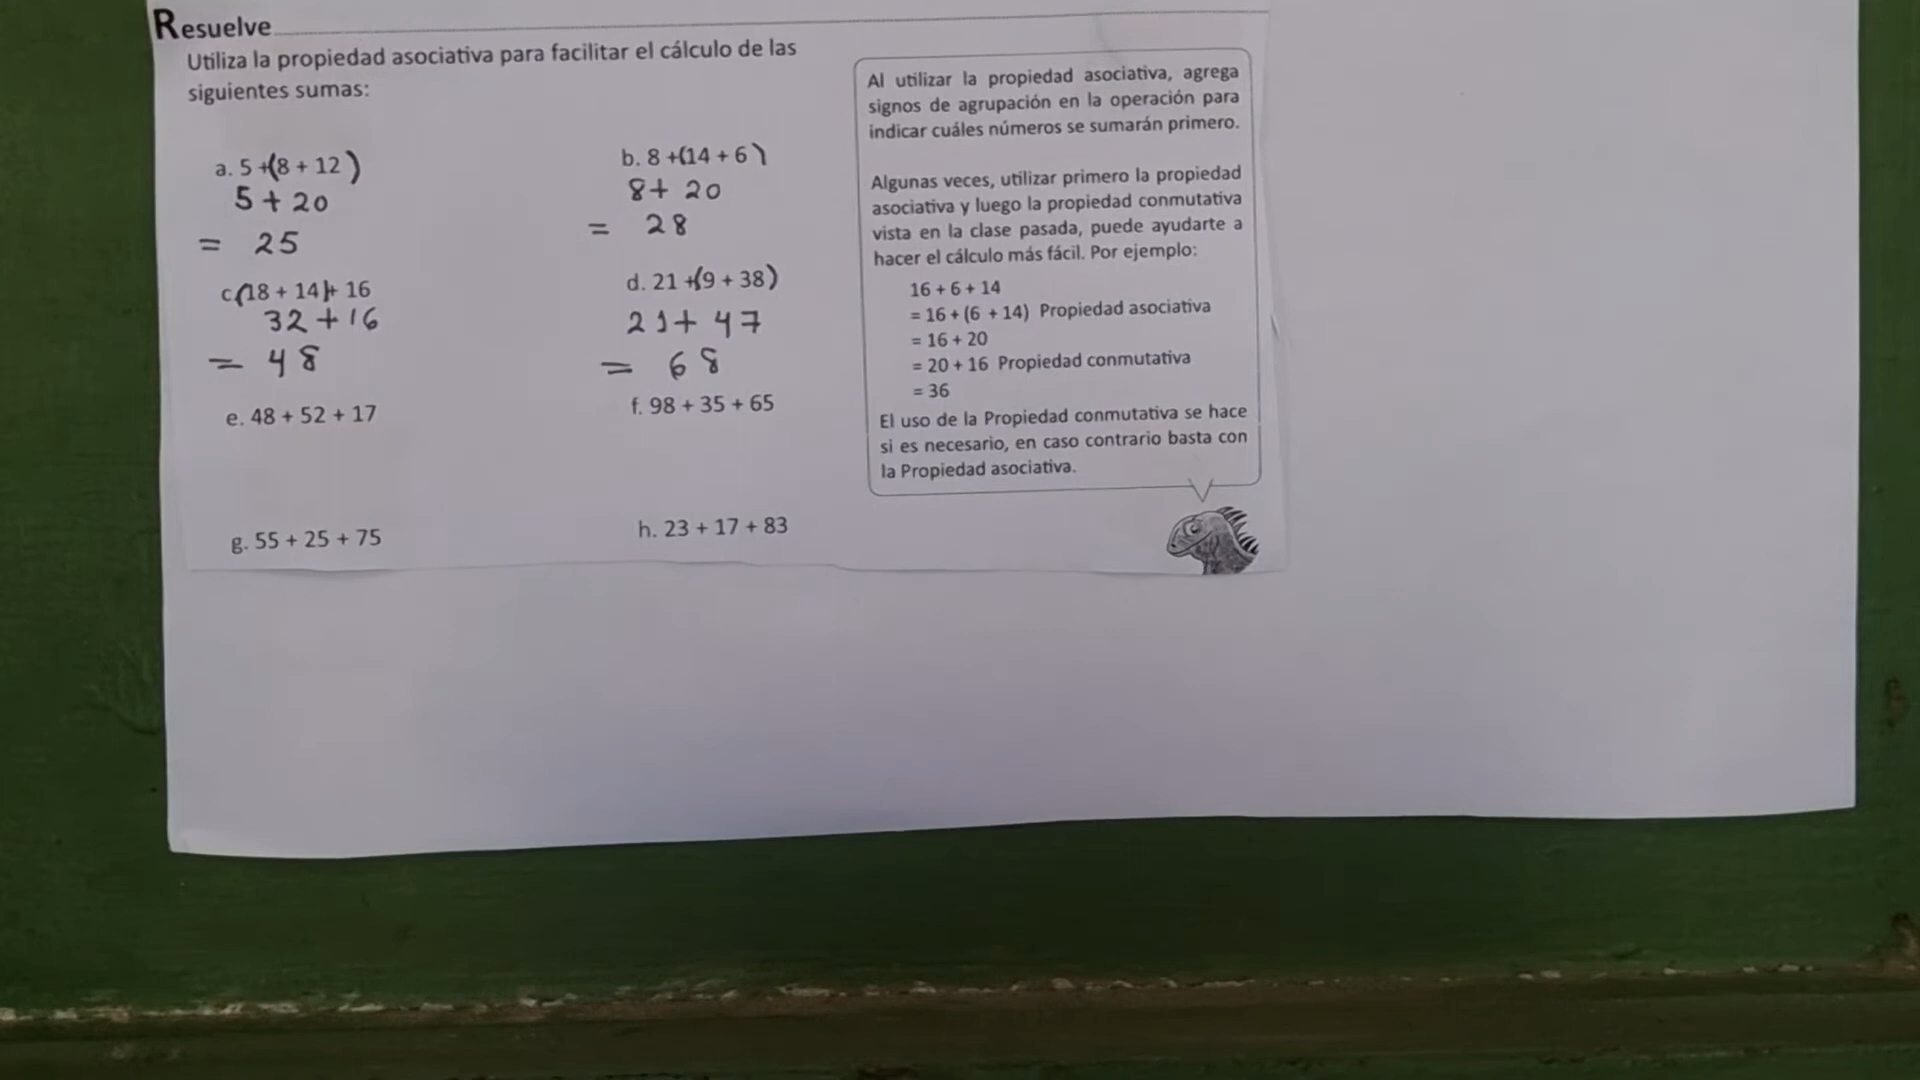 Resuelve
Utiliza la propiedad asociativa para facilitar el cálculo de las
siguientes sumas:
a. 5 +(8 + 12 )
5 + 20
= 25
b. 8 +(14 + 6 )
8 + 20
= 28
c.(18 + 14)+ 16
32 + 16
= 48
d. 21 +(9 + 38)
21 + 47
= 68
e. 48 + 52 + 17
f. 98 + 35 + 65
g. 55 + 25 + 75
h. 23 + 17 + 83
Al utilizar la propiedad asociativa, agrega
signos de agrupación en la operación para
indicar cuáles números se sumarán primero.
Algunas veces, utilizar primero la propiedad
asociativa y luego la propiedad conmutativa
vista en la clase pasada, puede ayudarte a
hacer el cálculo más fácil. Por ejemplo:
16 + 6 + 14
= 16 + (6 + 14) Propiedad asociativa
= 16 + 20
= 20 + 16 Propiedad conmutativa
= 36
El uso de la Propiedad conmutativa se hace
si es necesario, en caso contrario basta con
la Propiedad asociativa.